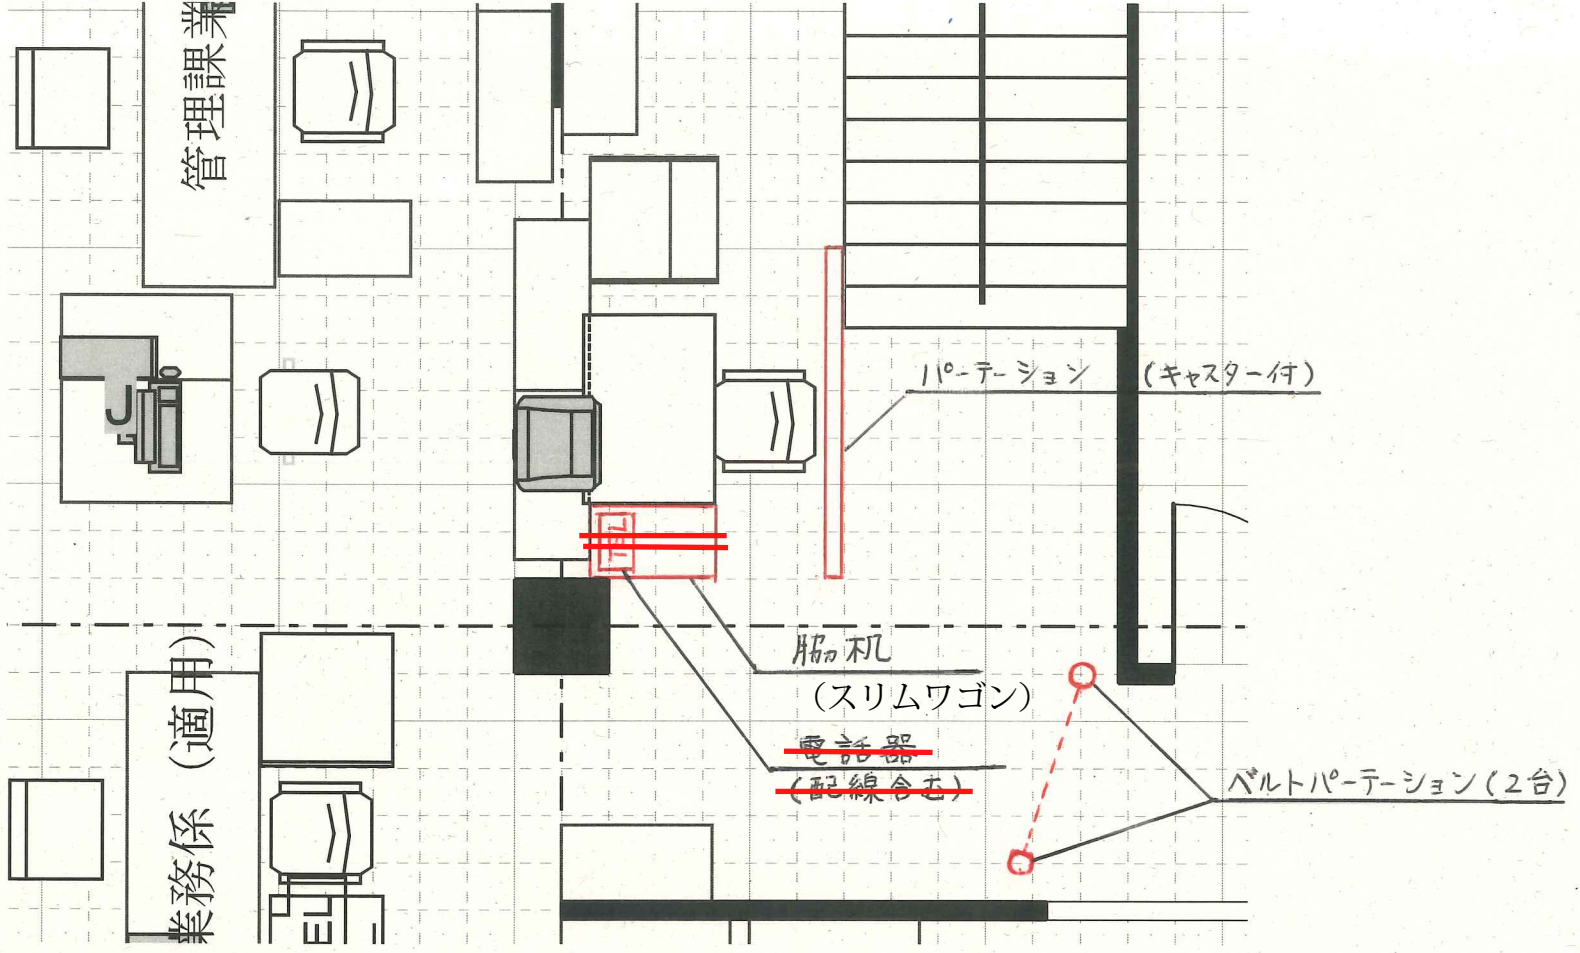 管理課業
パーテーション (キャスター付)
TEL
脇机
（スリムワゴン）
電話器
(配線含む)
ベルトパーテーション(2台)
業務係 (適用)
TEL